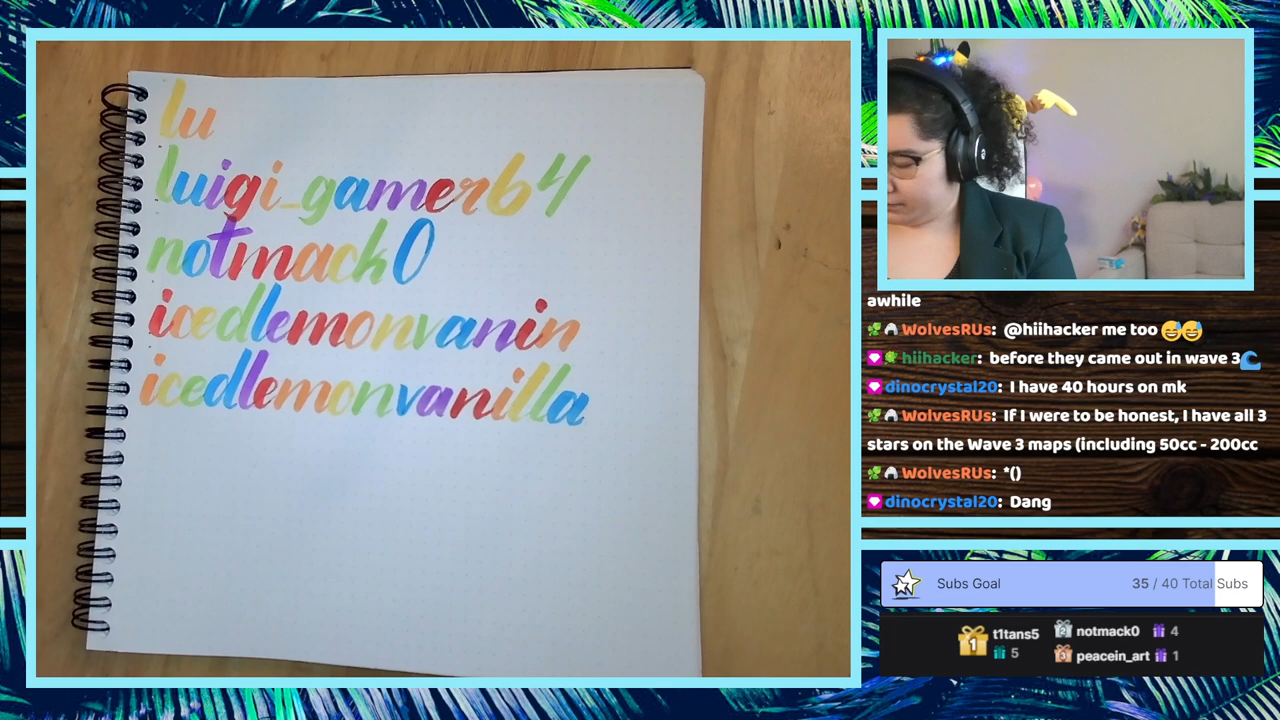 lu
luigi_gamer64
notmack0
icedlemonvanin
icedlemonvanilla
awhile
WolvesRUs: @hiihacker me too 😅😅
hiihacker: before they came out in wave 3🌊
dinocrystal20: I have 40 hours on mk
WolvesRUs: If I were to be honest, I have all 3
stars on the Wave 3 maps (including 50cc - 200cc
WolvesRUs: *()
dinocrystal20: Dang
Subs Goal 35 / 40 Total Subs
1 t1tans5 5
2 notmack0 4
3 peacein_art 1